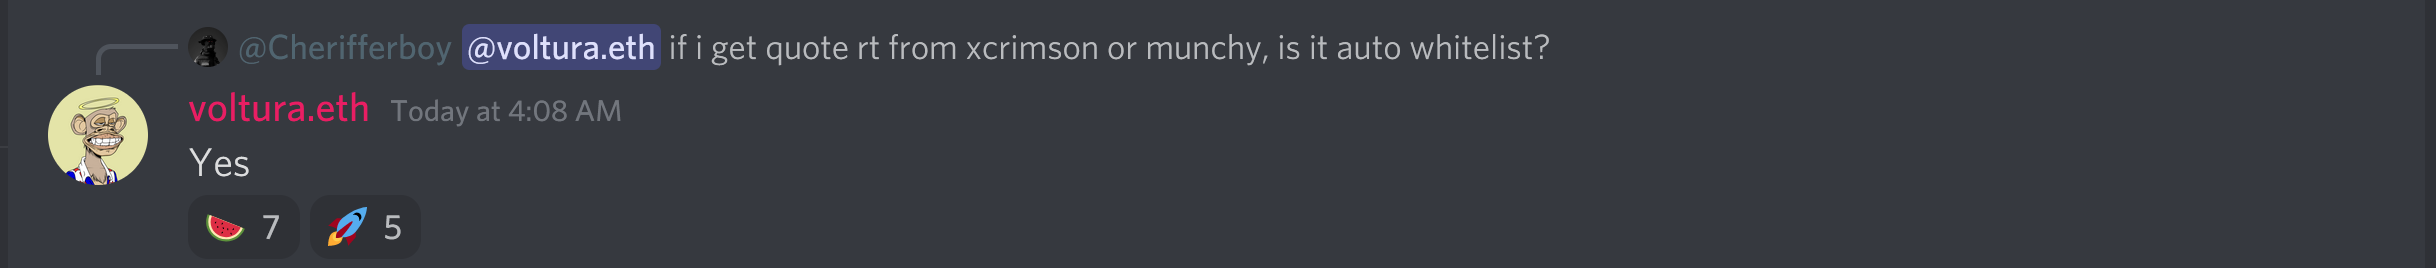 @Cherifferboy @voltura.eth if i get quote rt from xcrimson or munchy, is it auto whitelist?
voltura.eth Today at 4:08 AM
Yes
7 5